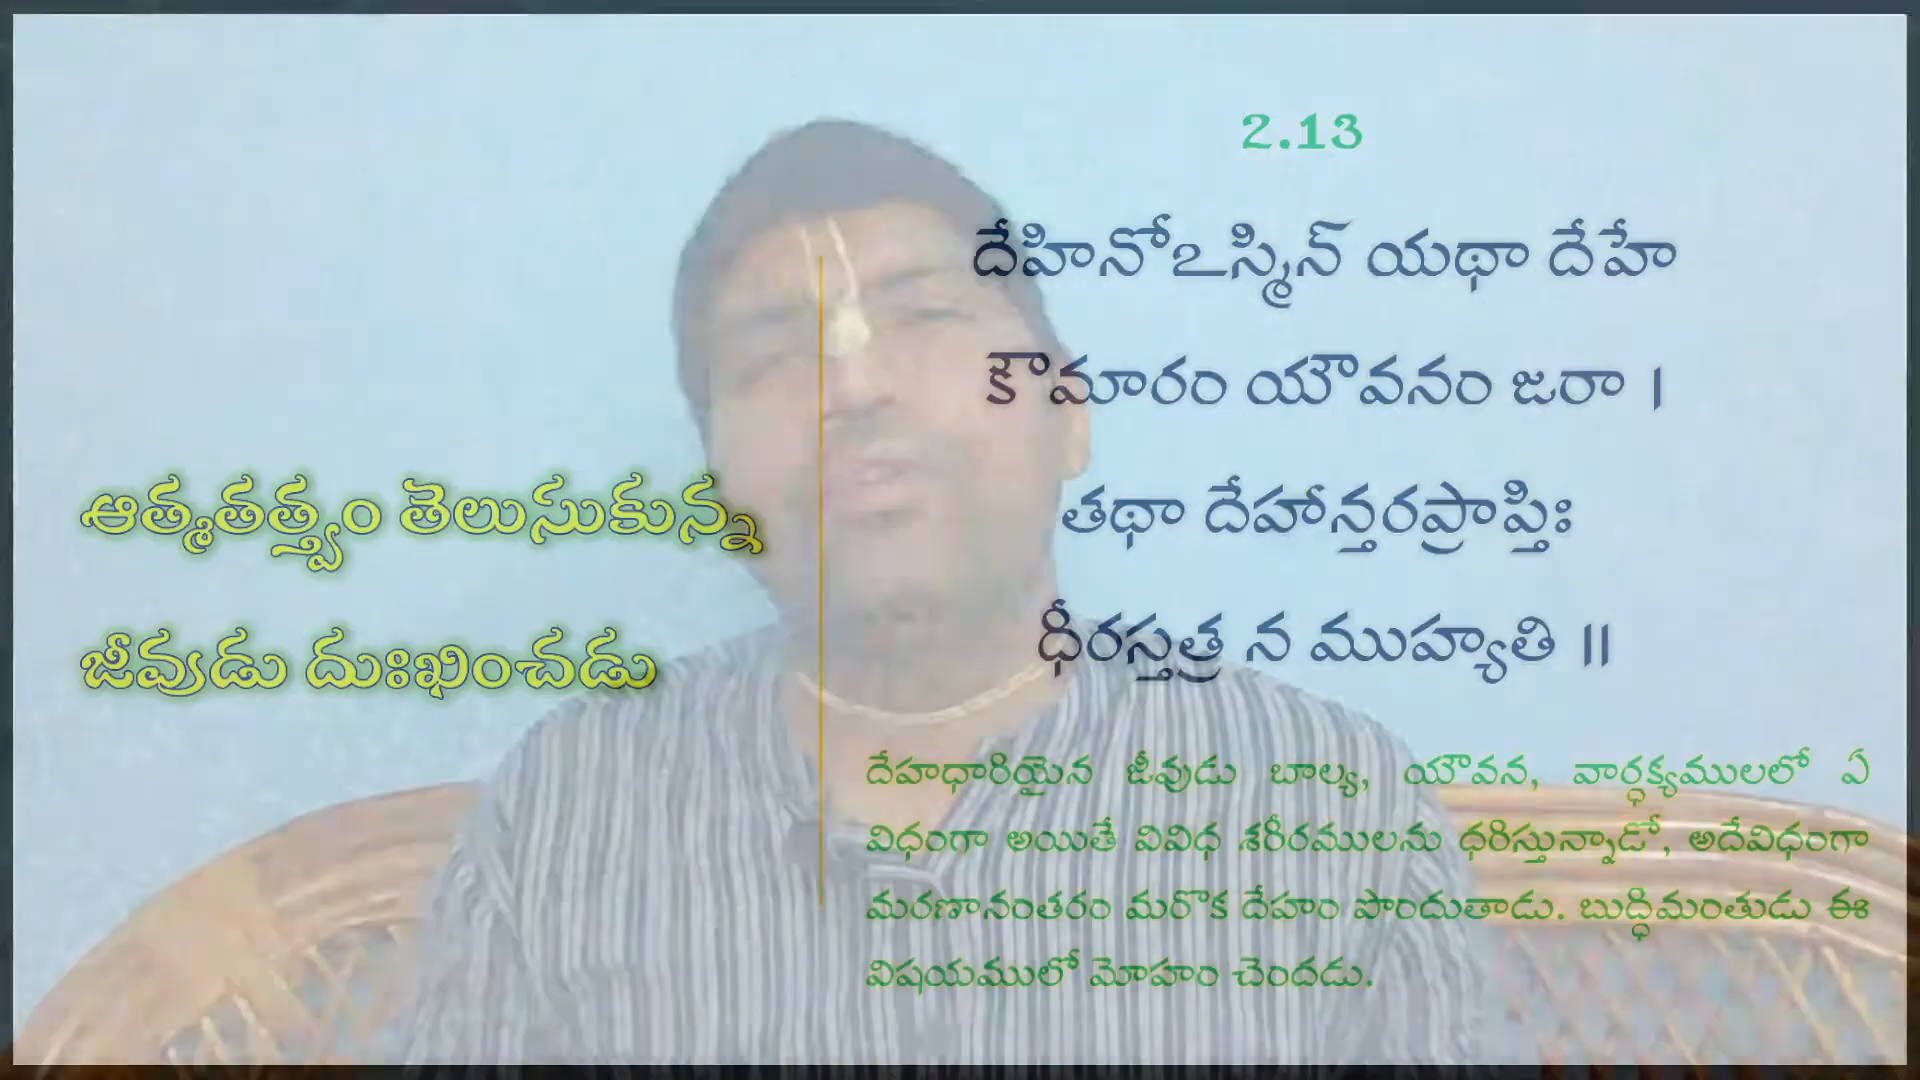 ఆత్మతత్త్వం తెలుసుకున్న
జీవుడు దుఃఖించడు
2.13
దేహినోఽస్మిన్ యథా దేహే
కౌమారం యౌవనం జరా ।
తథా దేహాన్తరప్రాప్తిః
ధీరస్తత్ర న ముహ్యతి ॥
దేహధారియైన జీవుడు బాల్య, యౌవన, వార్ధక్యములలో ఏ
విధంగా అయితే వివిధ శరీరములను ధరిస్తున్నాడో, అదేవిధంగా
మరణానంతరం మరొక దేహం పొందుతాడు. బుద్ధిమంతుడు ఈ
విషయములో మోహం చెందడు.